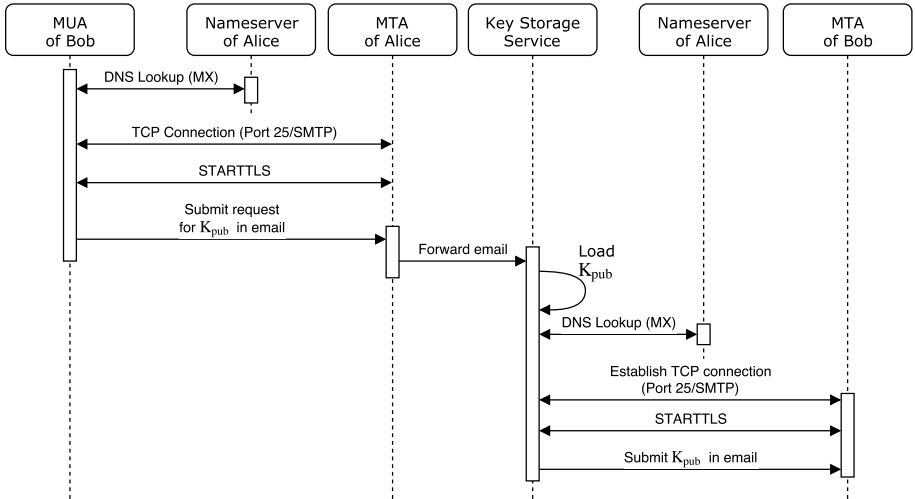 MUA
of Bob
Nameserver
of Alice
MTA
of Alice
Key Storage
Service
Nameserver
of Alice
MTA
of Bob
DNS Lookup (MX)
TCP Connection (Port 25/SMTP)
STARTTLS
Submit request
for Kpub in email
Forward email
Load
Kpub
DNS Lookup (MX)
Establish TCP connection
(Port 25/SMTP)
STARTTLS
Submit Kpub in email